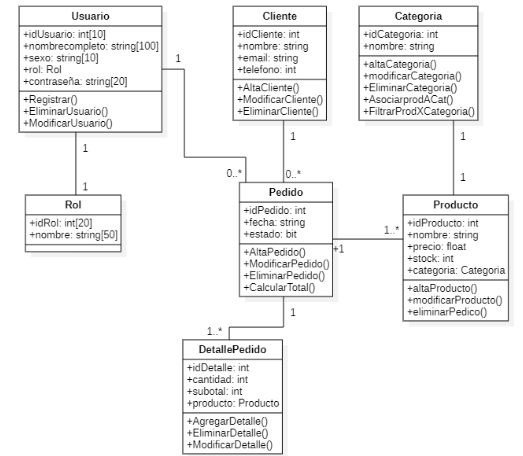 Usuario
+idUsuario: int[10]
+nombrecompleto: string[100]
+sexo: string[10]
+rol: Rol
+contraseña: string[20]
+Registrar()
+EliminarUsuario()
+ModificarUsuario()
Cliente
+idCliente: int
+nombre: string
+email: string
+telefono: int
+AltaCliente()
+ModificarCliente()
+EliminarCliente()
Categoria
+idCategoria: int
+nombre: string
+altaCategoria()
+modificarCategoria()
+EliminarCategoria()
+AsociarprodACat()
+FiltrarProdXCategoria()
1
1
1
1
1
0..*
0..*
1
Rol
+idRol: int[20]
+nombre: string[50]
Pedido
+idPedido: int
+fecha: string
+estado: bit
+AltaPedido()
+ModificarPedido()
+EliminarPedido()
+CalcularTotal()
+1
1..*
Producto
+idProducto: int
+nombre: string
+precio: float
+stock: int
+categoria: Categoria
+altaProducto()
+modificarProducto()
+eliminarPedico()
1
1..*
DetallePedido
+idDetalle: int
+cantidad: int
+subotal: int
+producto: Producto
+AgregarDetalle()
+EliminarDetalle()
+ModificarDetalle()